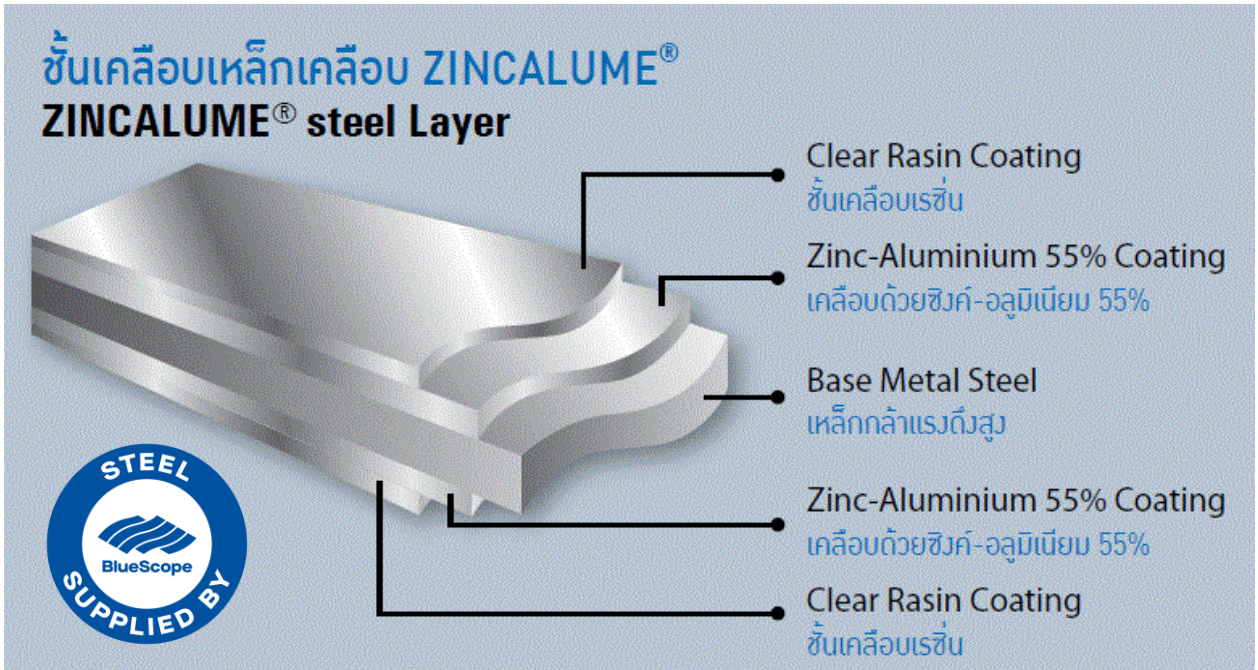 ชั้นเคลือบเหล็กเคลือบ ZINCALUME®
ZINCALUME® steel Layer
Clear Rasin Coating
ชั้นเคลือบเรซิ่น
Zinc-Aluminium 55% Coating
เคลือบด้วยซิงค์-อลูมิเนียม 55%
Base Metal Steel
เหล็กกล้าแรงดึงสูง
Zinc-Aluminium 55% Coating
เคลือบด้วยซิงค์-อลูมิเนียม 55%
Clear Rasin Coating
ชั้นเคลือบเรซิ่น
STEEL
BlueScope
SUPPLIED BY